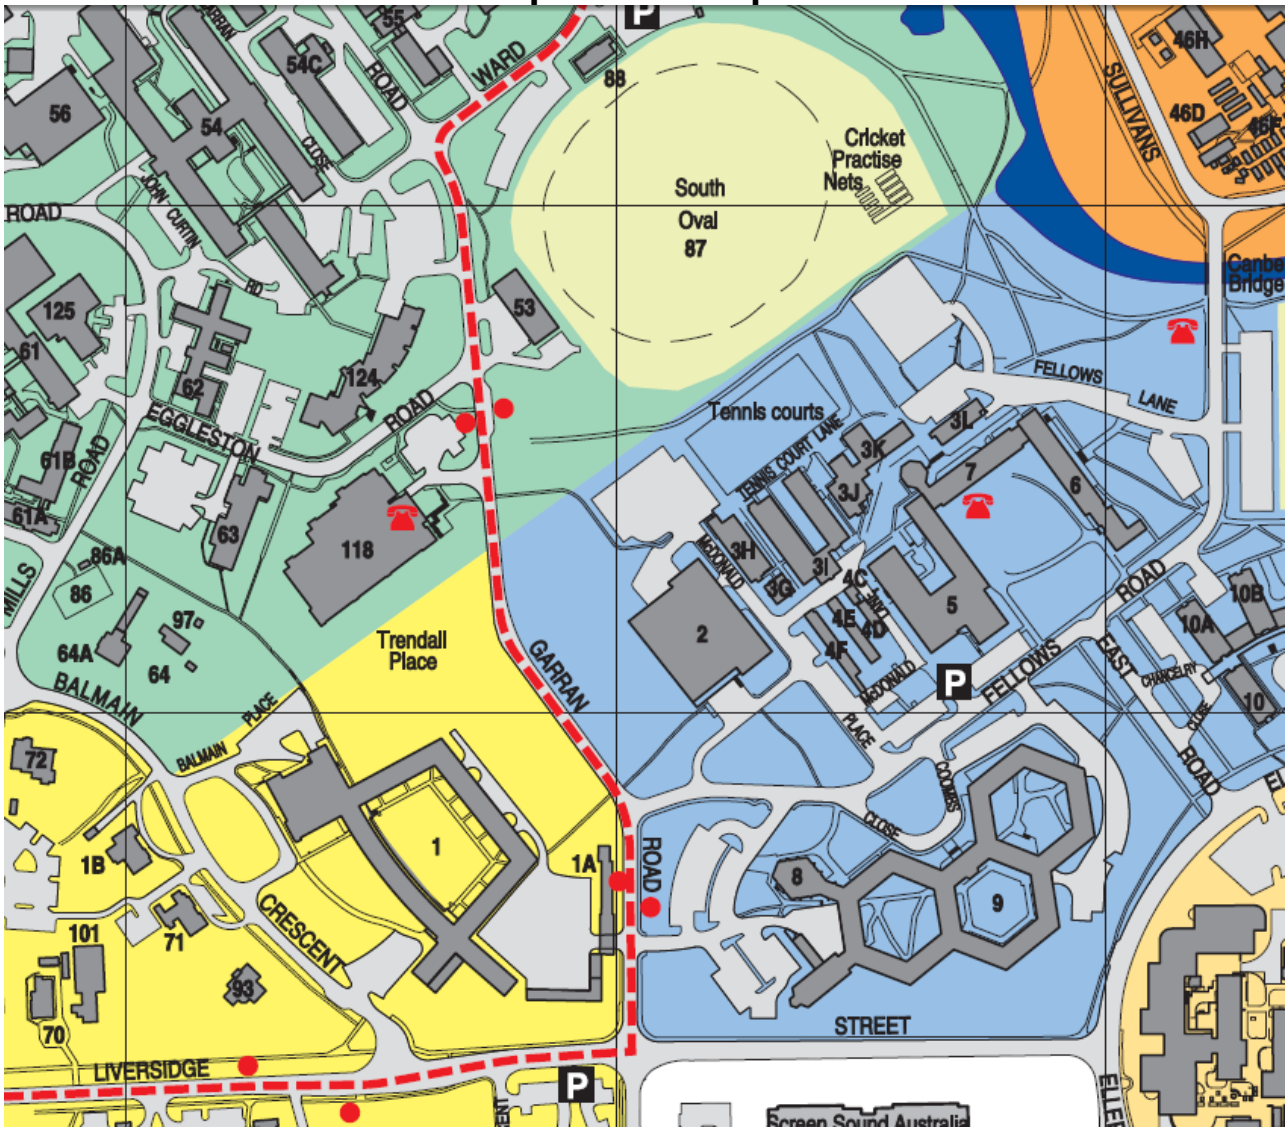 P
55
54C
ROAD
WARD
88
46H
56
54
CLOSE
SULLIVANS
46D
Cricket
Practise
Nets
South
Oval
87
ROAD
JOHN CURTIN
RD
125
61
62
53
124
ROAD
EGGLESTON
61B
ROAD
61A
63
118
FELLOWS
LANE
Tennis courts
TENNIS COURT LANE
3L
3K
3J
7
6
3H
3I
3G
McDONALD
4C
LANE
4E
4D
4F
5
2
McDONALD
PLACE
P
FELLOWS
ROAD
10B
10A
10
EAST
ROAD
CHANCELRY
CLOSE
MILLS
86A
86
97
64A
64
BALMAIN
Trendall
Place
GARRAN
ROAD
BALMAIN
PLACE
72
1
1A
1B
CRESCENT
71
101
93
70
COOMBS
CLOSE
8
9
STREET
LIVERSIDGE
P
Screen Sound Australia